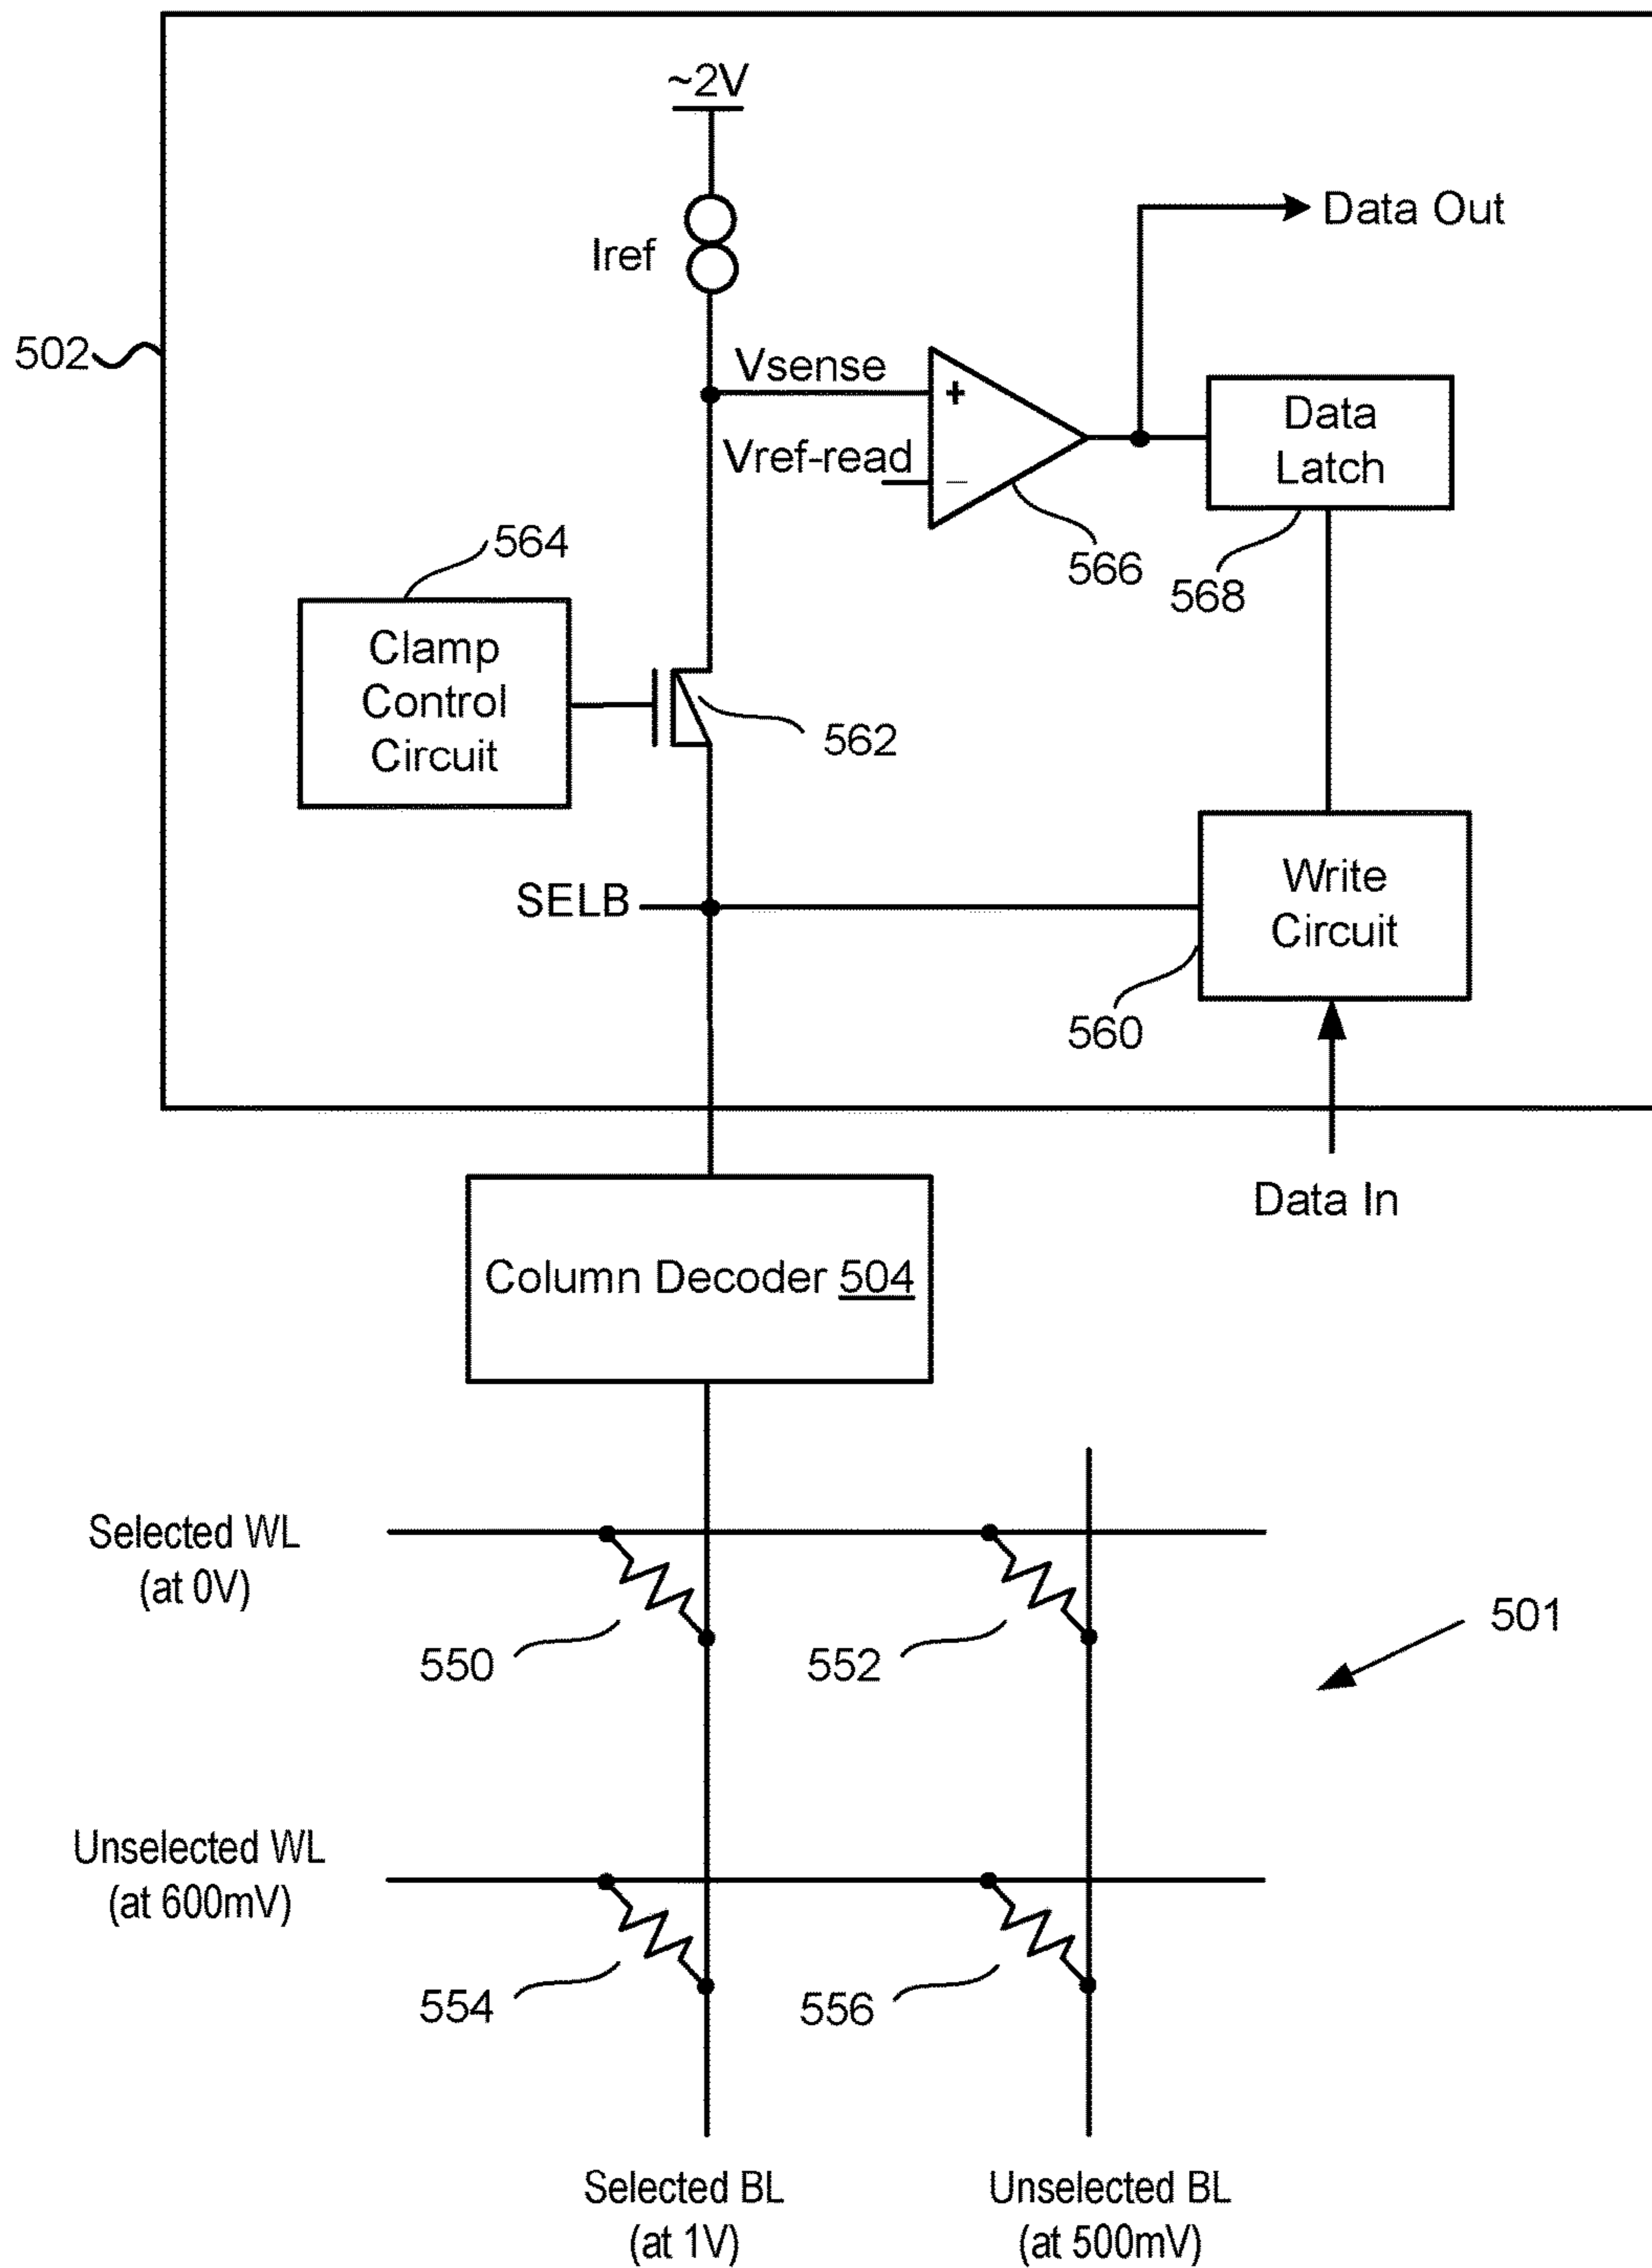 ~2V
Data Out
Iref
502
Vsense
+
Data
Latch
Vref-read
−
564
566
568
Clamp
Control
Circuit
562
SELB
Write
Circuit
560
Data In
Column Decoder 504
Selected WL
(at 0V)
501
550
552
Unselected WL
(at 600mV)
554
556
Selected BL
(at 1V)
Unselected BL
(at 500mV)